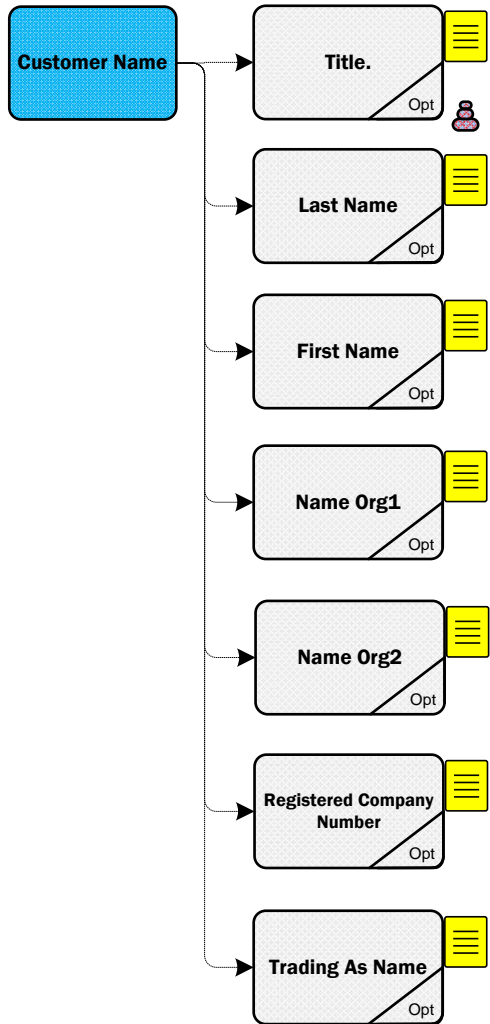 Customer Name
Title.
Opt
Last Name
Opt
First Name
Opt
Name Org1
Opt
Name Org2
Opt
Registered Company
Number
Opt
Trading As Name
Opt